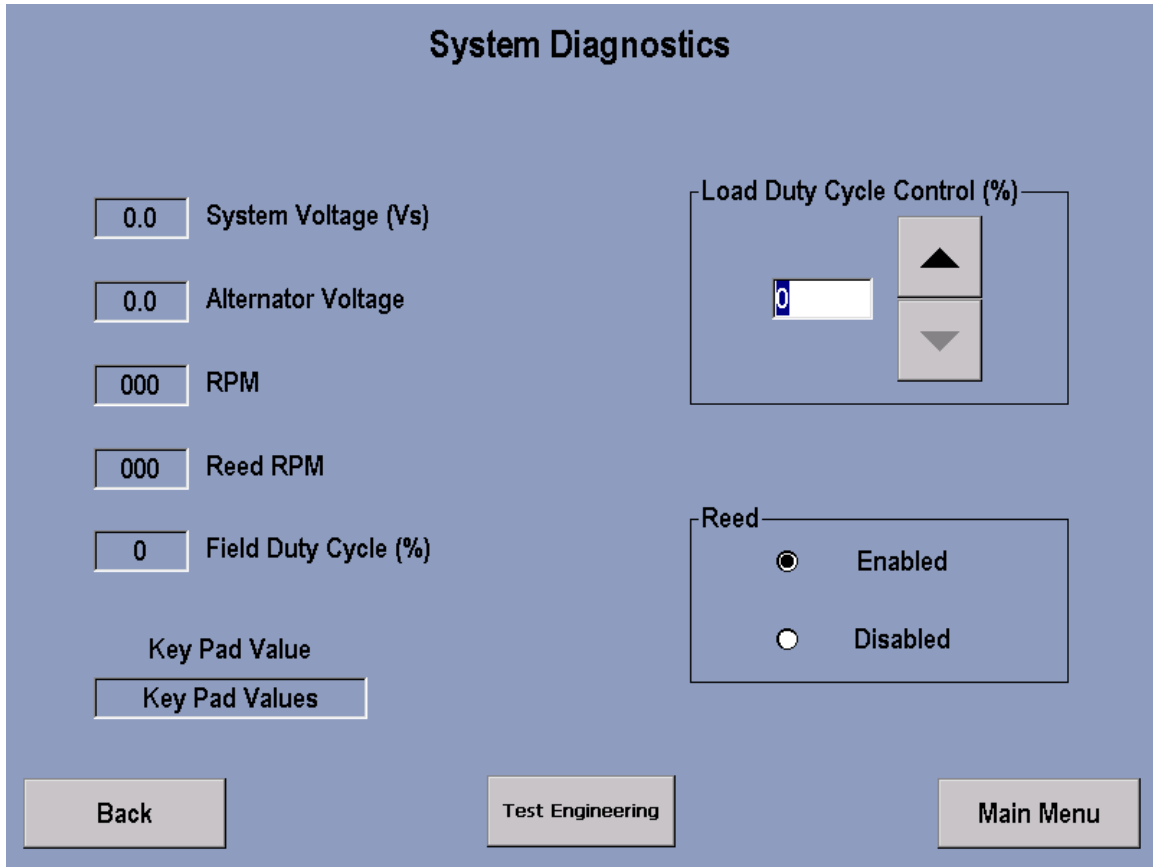 System Diagnostics
0.0 System Voltage (Vs)
0.0 Alternator Voltage
000 RPM
000 Reed RPM
0 Field Duty Cycle (%)
Key Pad Value
Key Pad Values
Load Duty Cycle Control (%)
0
Reed
Enabled
Disabled
Back
Test Engineering
Main Menu